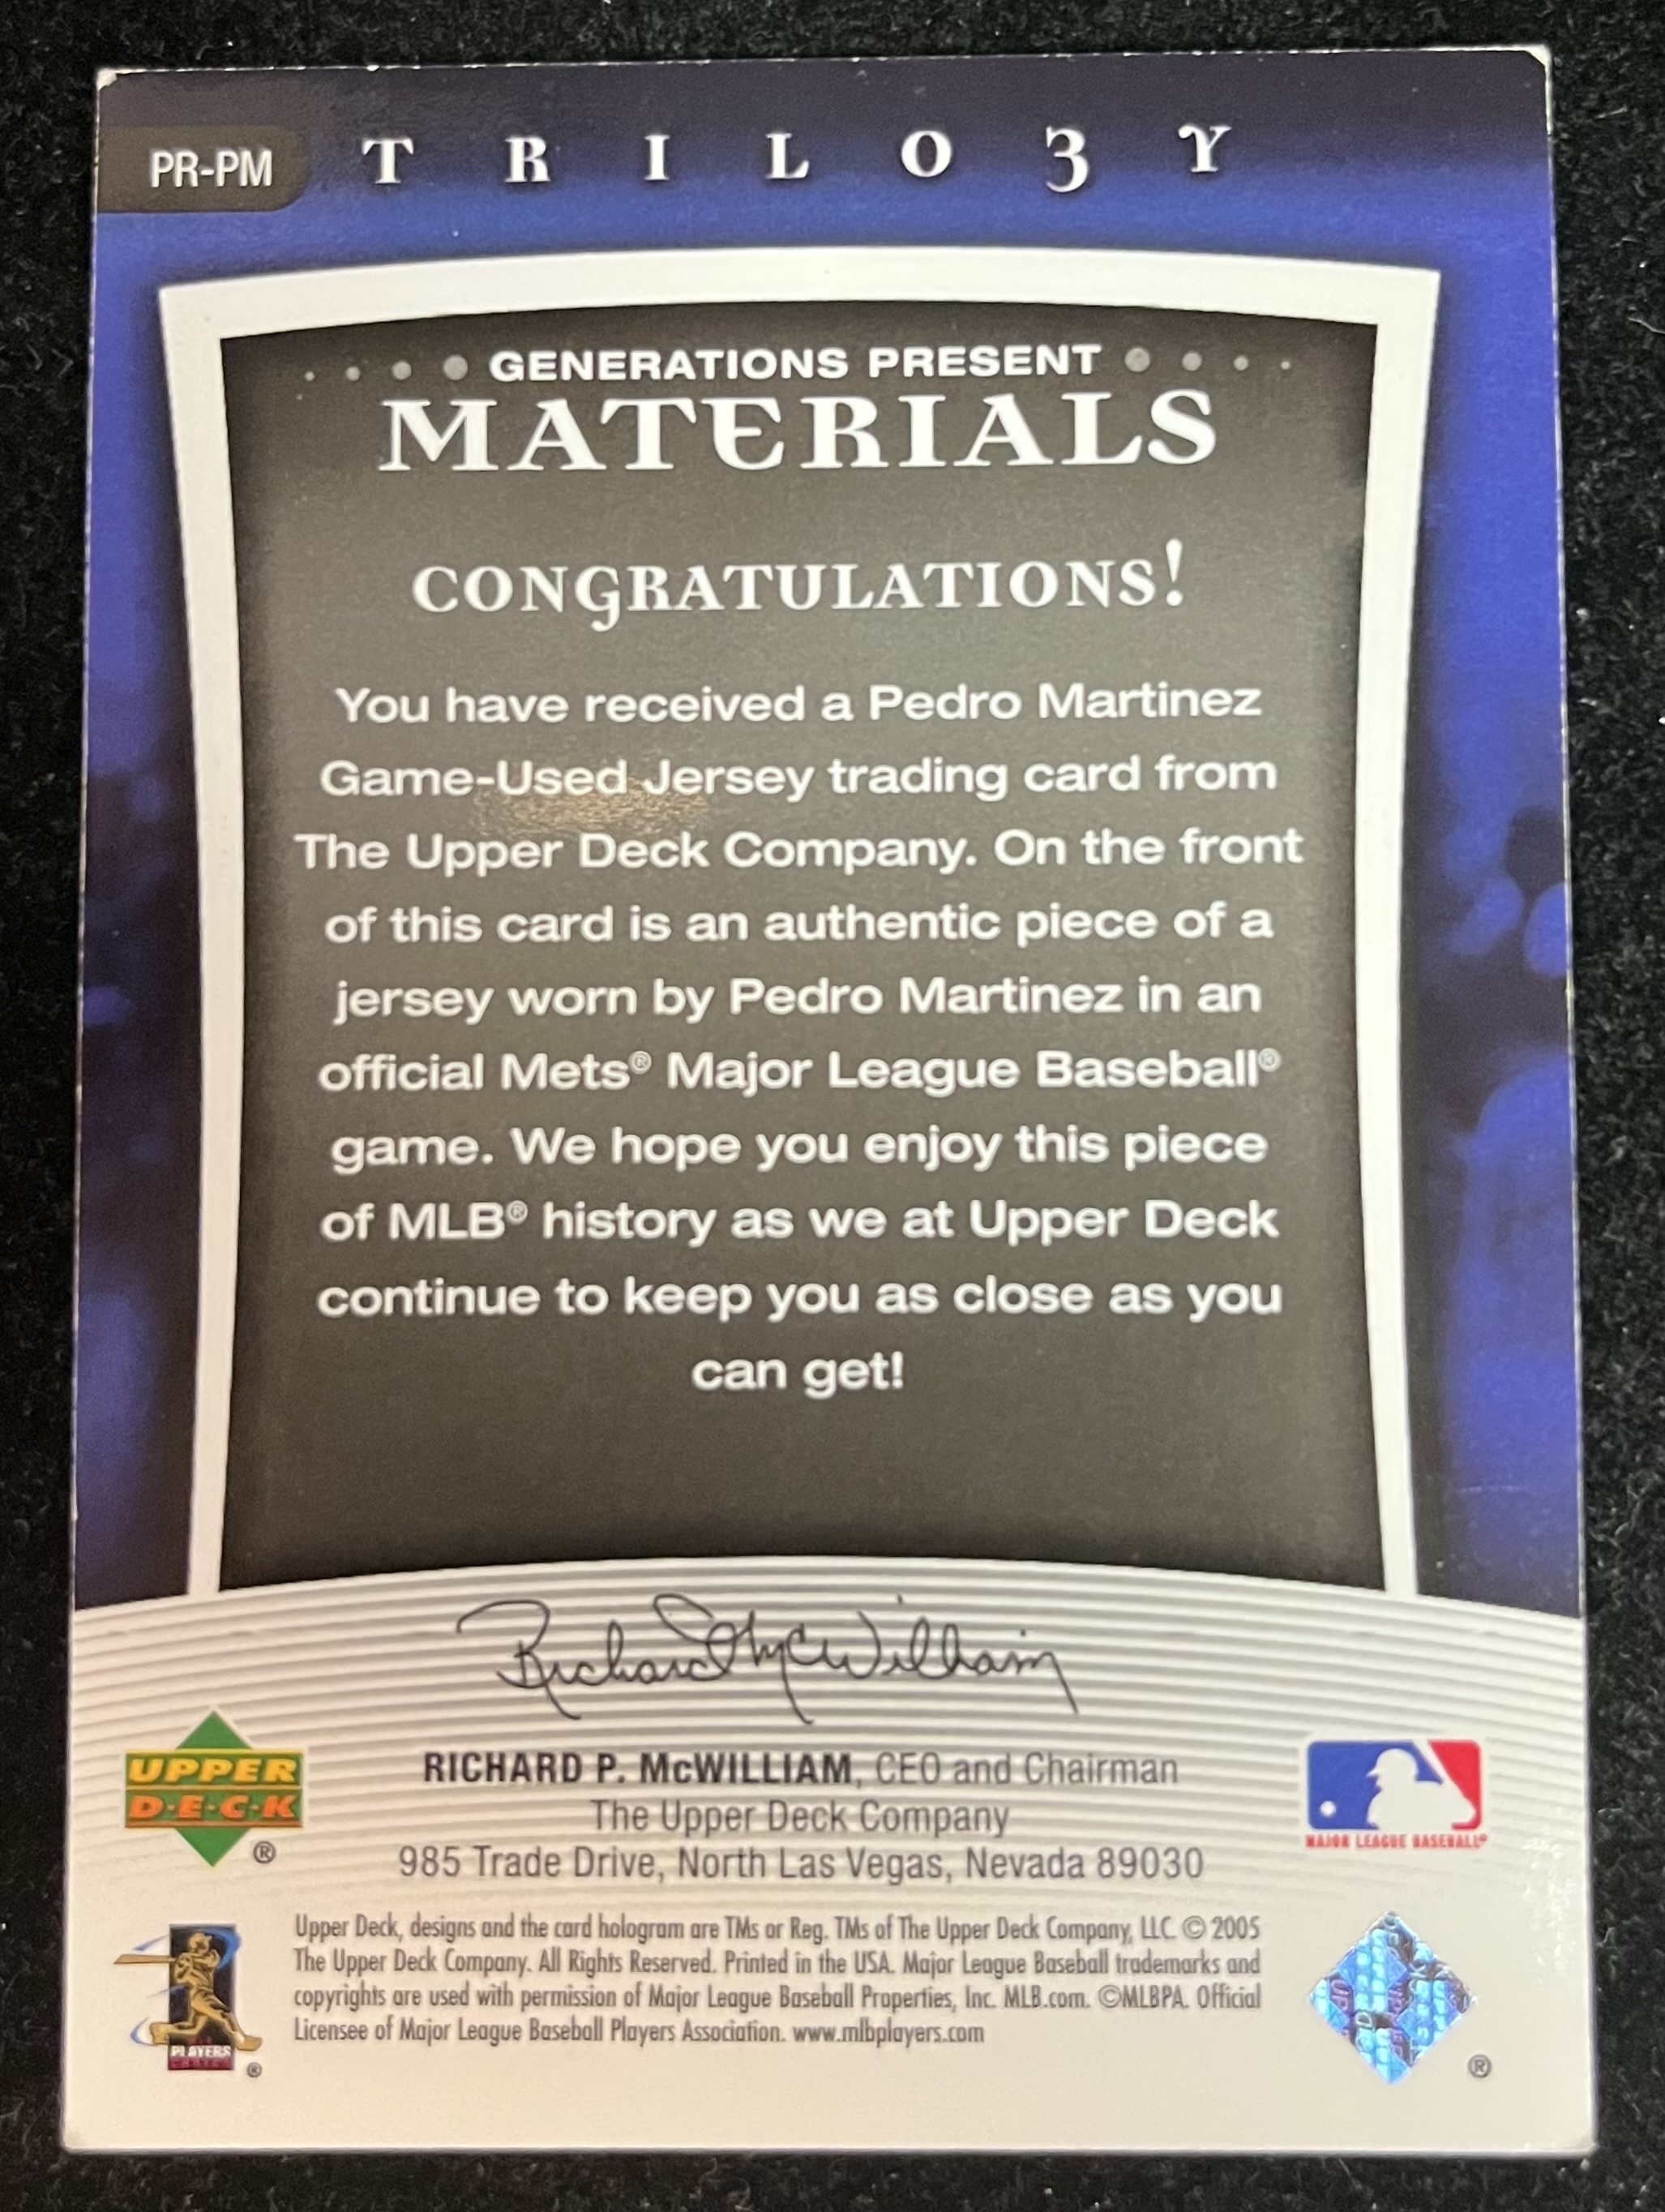 PR-PM
TRILO3Y
GENERATIONS PRESENT
MATERIALS
CONGRATULATIONS!
You have received a Pedro Martinez
Game-Used Jersey trading card from
The Upper Deck Company. On the front
of this card is an authentic piece of a
jersey worn by Pedro Martinez in an
official Mets® Major League Baseball®
game. We hope you enjoy this piece
of MLB® history as we at Upper Deck
continue to keep you as close as you
can get!
Richard McWilliam
RICHARD P. McWILLIAM, CEO and Chairman
The Upper Deck Company
985 Trade Drive, North Las Vegas, Nevada 89030
UPPER
D·E·C·K
®
MAJOR LEAGUE BASEBALL®
Upper Deck, designs and the card hologram are TMs or Reg. TMs of The Upper Deck Company, LLC. © 2005
The Upper Deck Company. All Rights Reserved. Printed in the USA. Major League Baseball trademarks and
copyrights are used with permission of Major League Baseball Properties, Inc. MLB.com. ©MLBPA. Official
Licensee of Major League Baseball Players Association. www.mlbplayers.com
PLAYERS
®
®